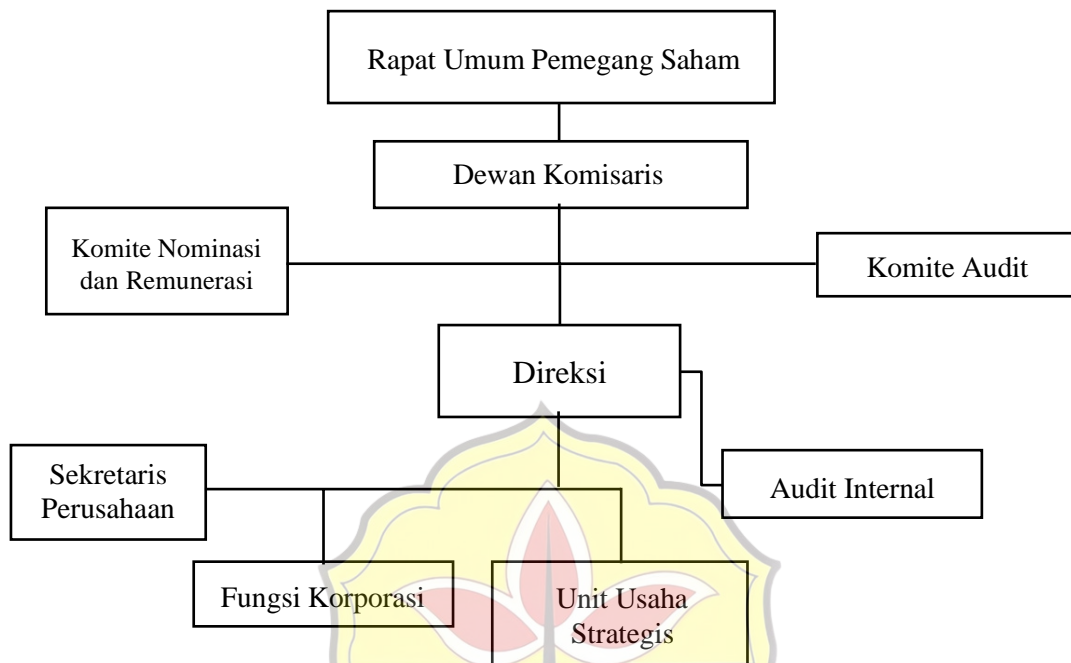 Rapat Umum Pemegang Saham
Dewan Komisaris
Komite Nominasi
dan Remunerasi
Komite Audit
Direksi
Sekretaris
Perusahaan
Audit Internal
Fungsi Korporasi
Unit Usaha
Strategis